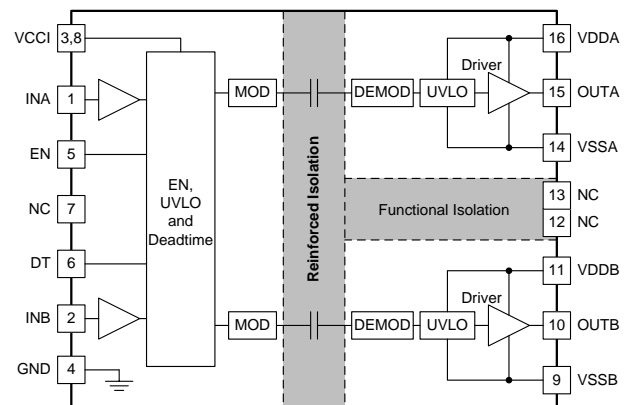 VCCI 3,8
INA 1
EN 5
NC 7
DT 6
INB 2
GND 4
EN,
UVLO
and
Deadtime
MOD
MOD
Reinforced Isolation
DEMOD
UVLO
Driver
16 VDDA
15 OUTA
14 VSSA
Functional Isolation
13 NC
12 NC
DEMOD
UVLO
Driver
11 VDDB
10 OUTB
9 VSSB